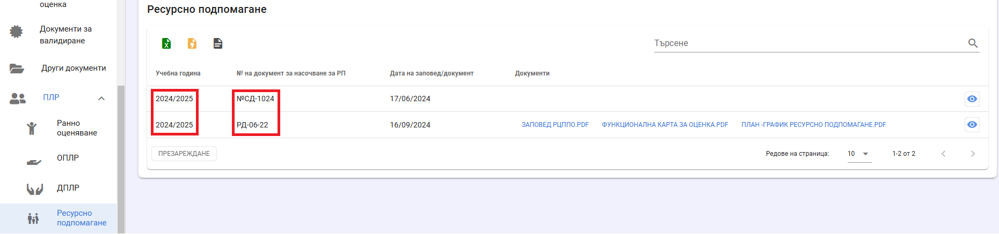 оценка
Документи за
валидиране
Други документи
ПЛР
Ранно
оценяване
ОПЛР
ДПЛР
Ресурсно
подпомагане
Ресурсно подпомагане
Търсене
Учебна година № на документ за насочване за РП Дата на заповед/документ Документи
2024/2025 №СД-1024 17/06/2024
2024/2025 РД-06-22 16/09/2024 ЗАПОВЕД РЦППО.PDF ФУНКЦИОНАЛНА КАРТА ЗА ОЦЕНКА.PDF ПЛАН -ГРАФИК РЕСУРСНО ПОДПОМАГАНЕ.PDF
ПРЕЗАРЕЖДАНЕ Редове на страница: 10 1-2 от 2